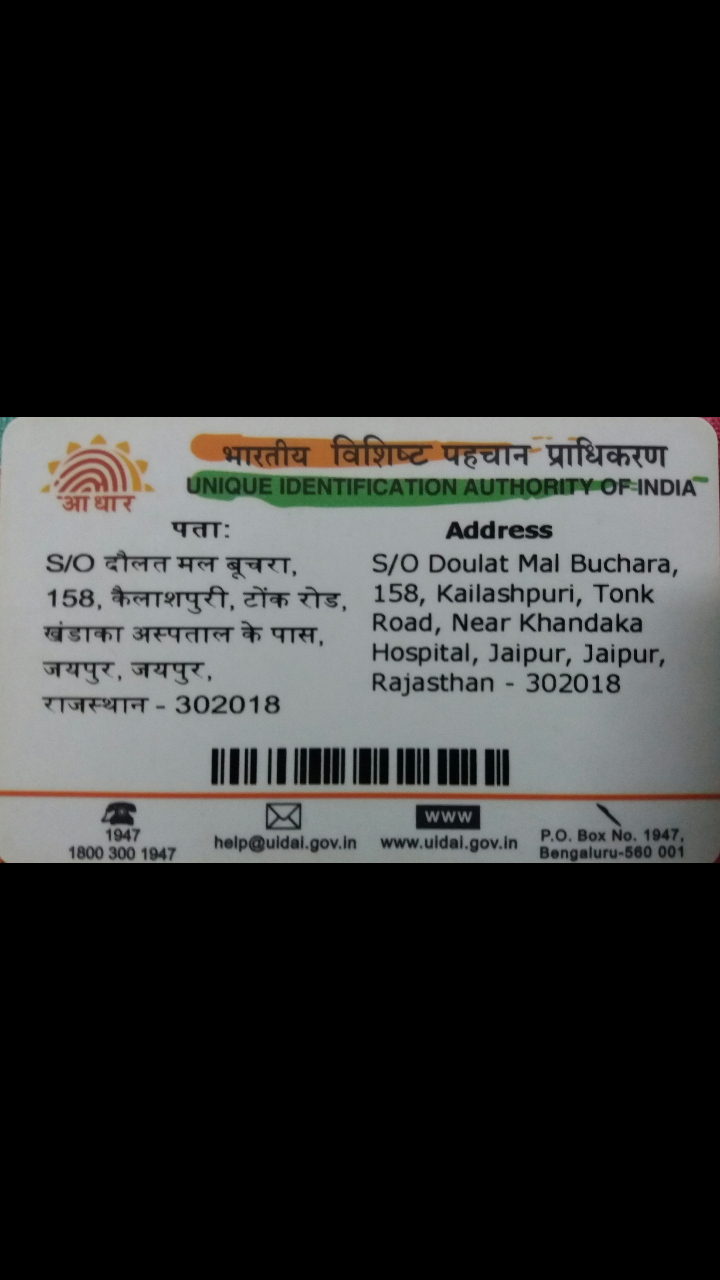 भारतीय विशिष्ट पहचान प्राधिकरण
UNIQUE IDENTIFICATION AUTHORITY OF INDIA
आधार
पता:
S/O दौलत मल बूचरा,
158, कैलाशपुरी, टोंक रोड,
खंडाका अस्पताल के पास,
जयपुर, जयपुर,
राजस्थान - 302018
Address
S/O Doulat Mal Buchara,
158, Kailashpuri, Tonk
Road, Near Khandaka
Hospital, Jaipur, Jaipur,
Rajasthan - 302018
1947
1800 300 1947
help@uidai.gov.in
www
www.uidai.gov.in
P.O. Box No. 1947,
Bengaluru-560 001